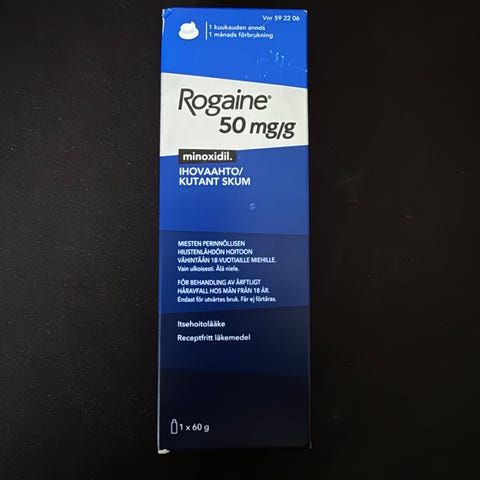 Vnr 59 22 06
1 kuukauden annos
1 månads förbrukning
Rogaine®
50 mg/g
minoxidil.
IHOVAAHTO/
KUTANT SKUM
MIESTEN PERINNÖLLISEN
HIUSTENLÄHDÖN HOITOON
VÄHINTÄÄN 18-VUOTIAILLE MIEHILLE.
Vain ulkoisesti. Älä niele.
FÖR BEHANDLING AV ÄRFTLIGT
HÅRAVFALL HOS MÄN FRÅN 18 ÅR.
Endast för utvärtes bruk. Får ej förtäras.
Itsehoitolääke
Receptfritt läkemedel
1 x 60 g